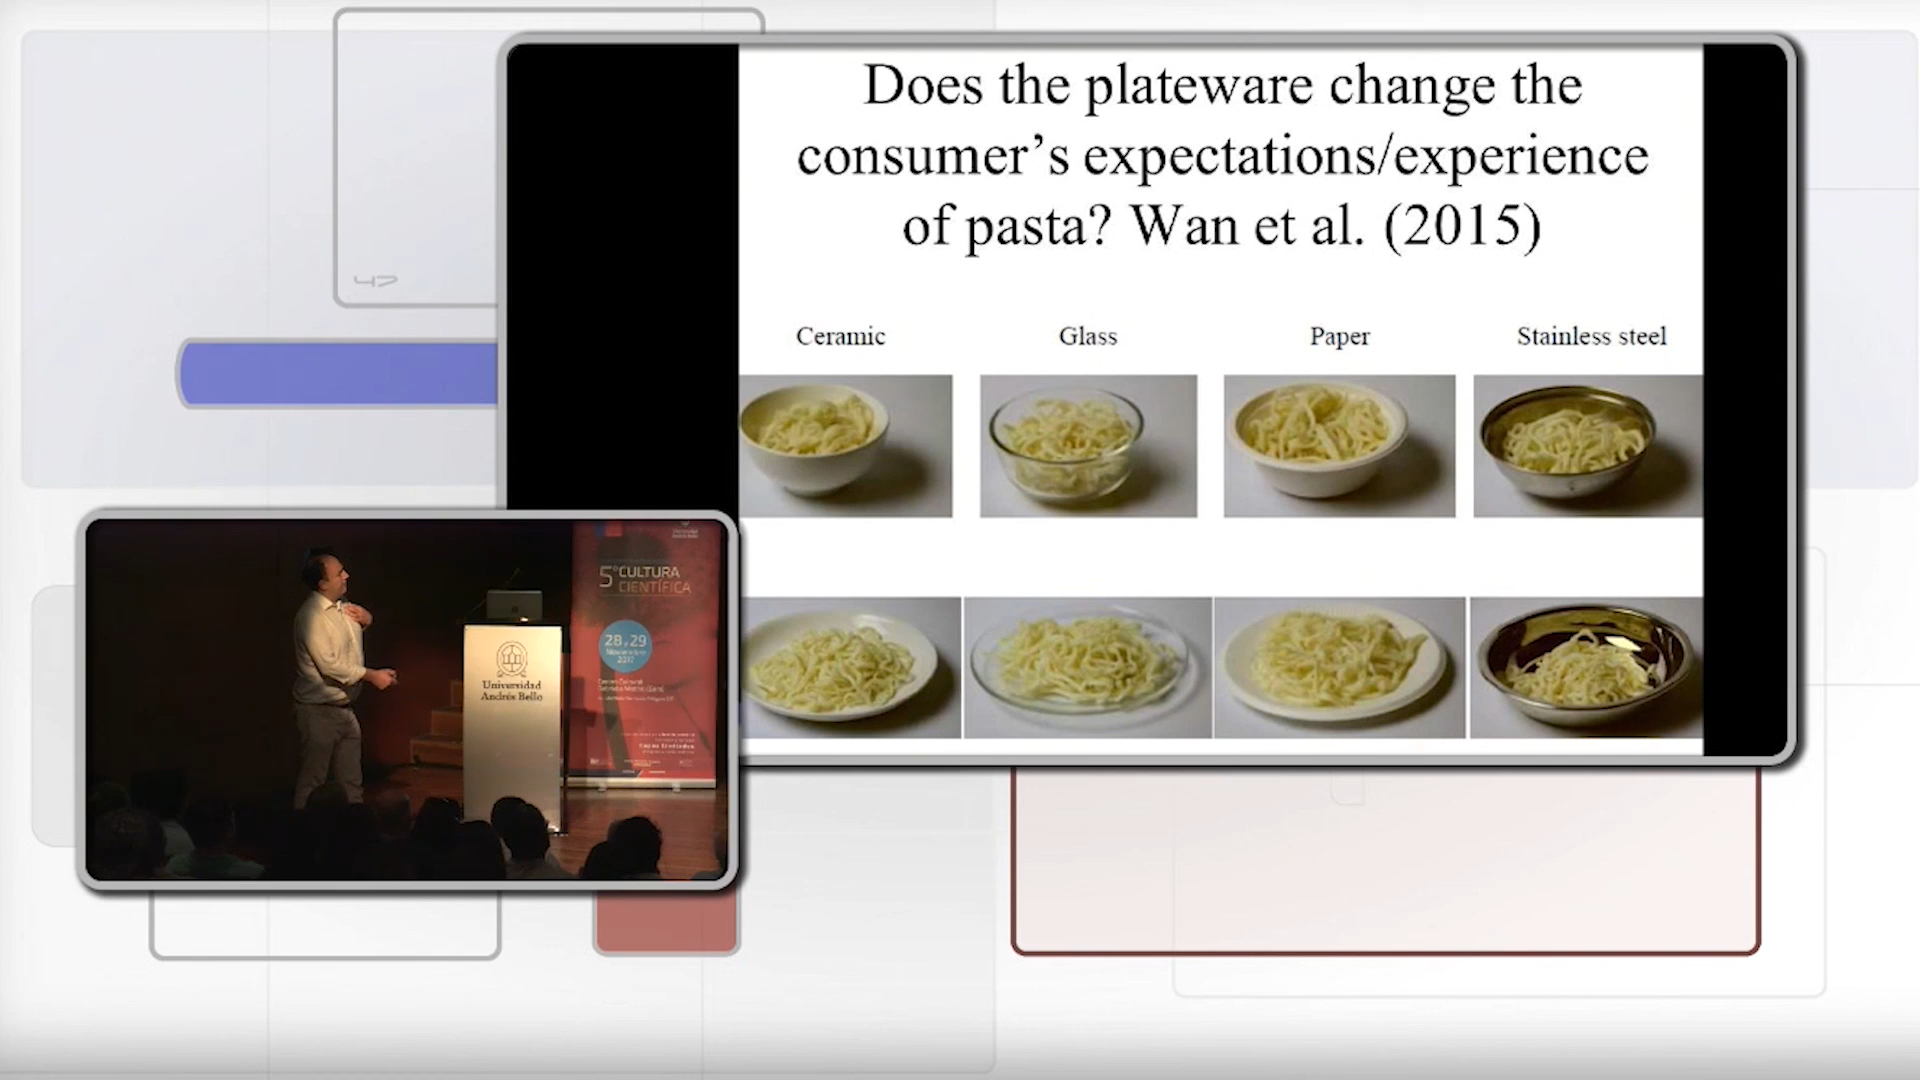 Does the plateware change the
consumer's expectations/experience
of pasta? Wan et al. (2015)
Ceramic
Glass
Paper
Stainless steel
5° CULTURA
CIENTÍFICA
28 y 29
Noviembre
2017
Universidad
Andrés Bello